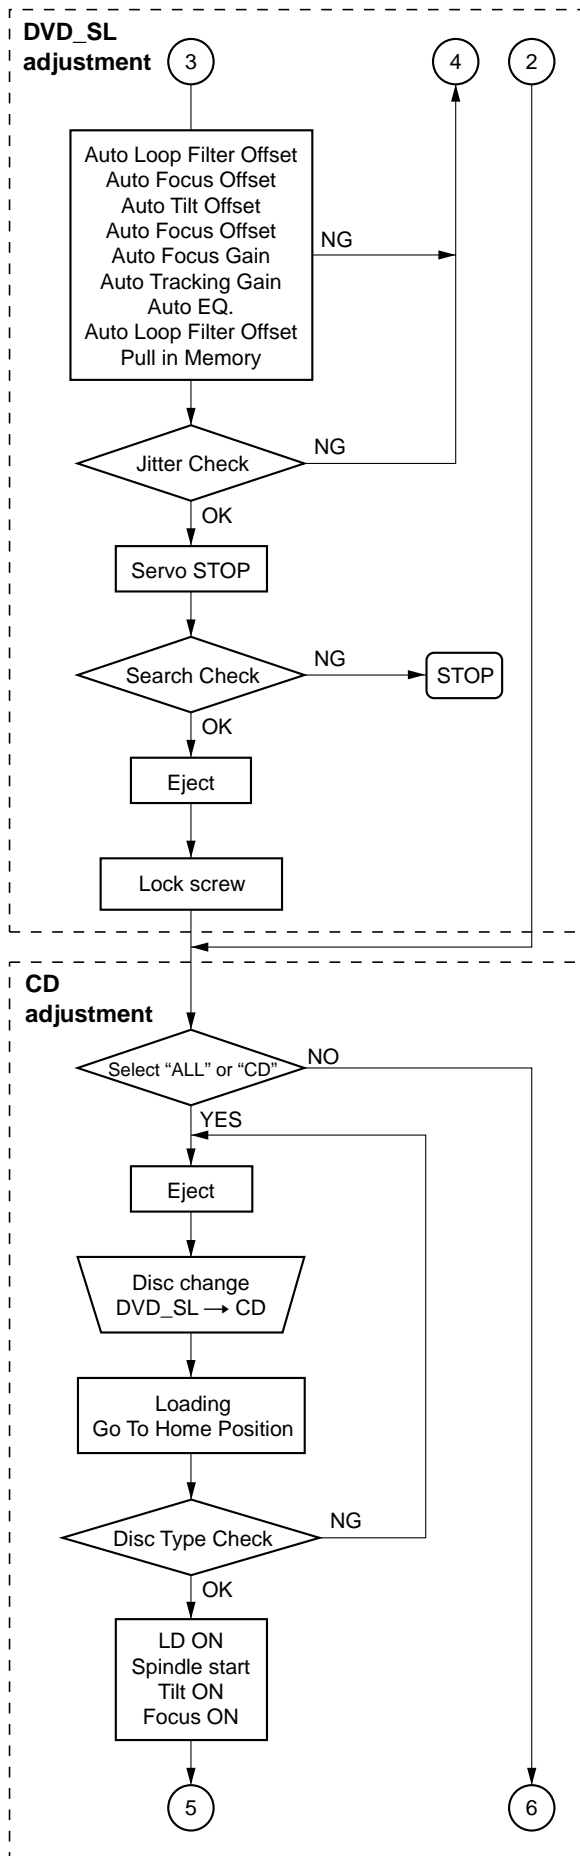 DVD_SL
adjustment
3
4
2
Auto Loop Filter Offset
Auto Focus Offset
Auto Tilt Offset
Auto Focus Offset
Auto Focus Gain
Auto Tracking Gain
Auto EQ.
Auto Loop Filter Offset
Pull in Memory
NG
Jitter Check
NG
OK
Servo STOP
Search Check
NG
STOP
OK
Eject
Lock screw
CD
adjustment
Select “ALL” or “CD”
NO
YES
Eject
Disc change
DVD_SL → CD
Loading
Go To Home Position
Disc Type Check
NG
OK
LD ON
Spindle start
Tilt ON
Focus ON
5
6